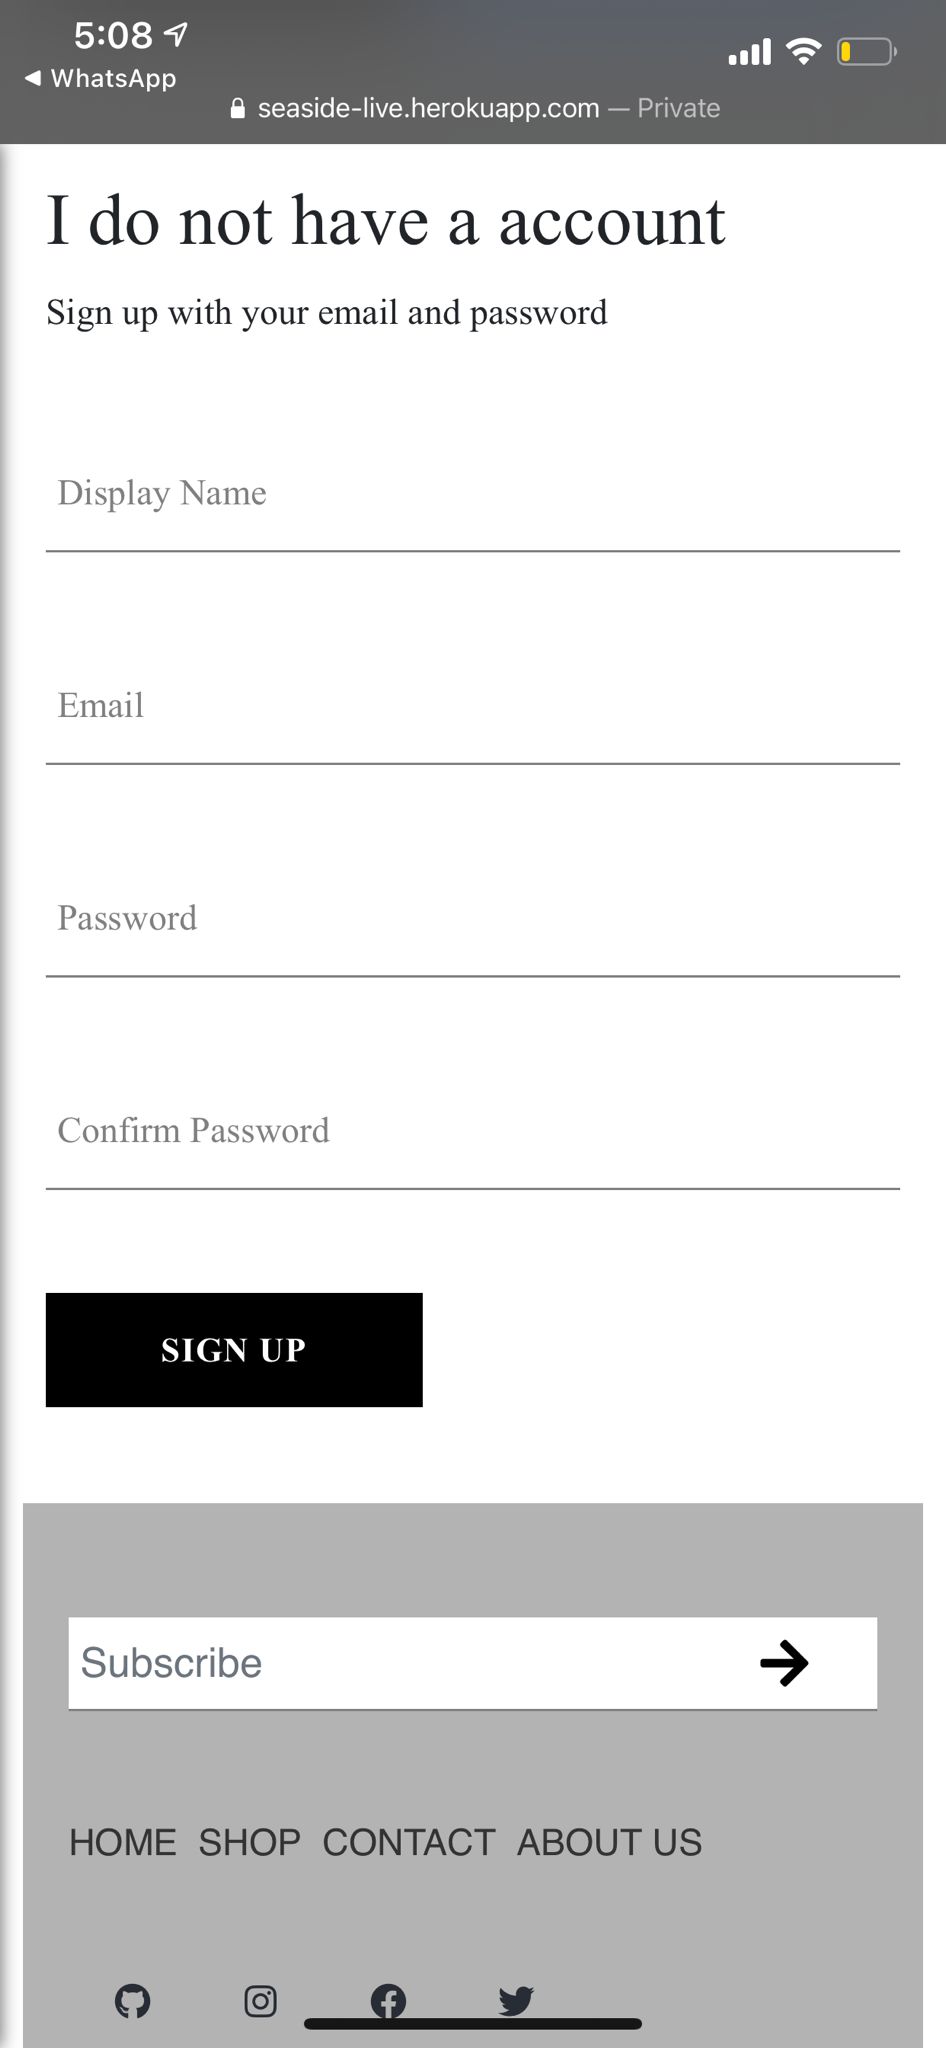 5:08
WhatsApp
seaside-live.herokuapp.com — Private
I do not have a account
Sign up with your email and password
Display Name
Email
Password
Confirm Password
SIGN UP
Subscribe
HOME SHOP CONTACT ABOUT US